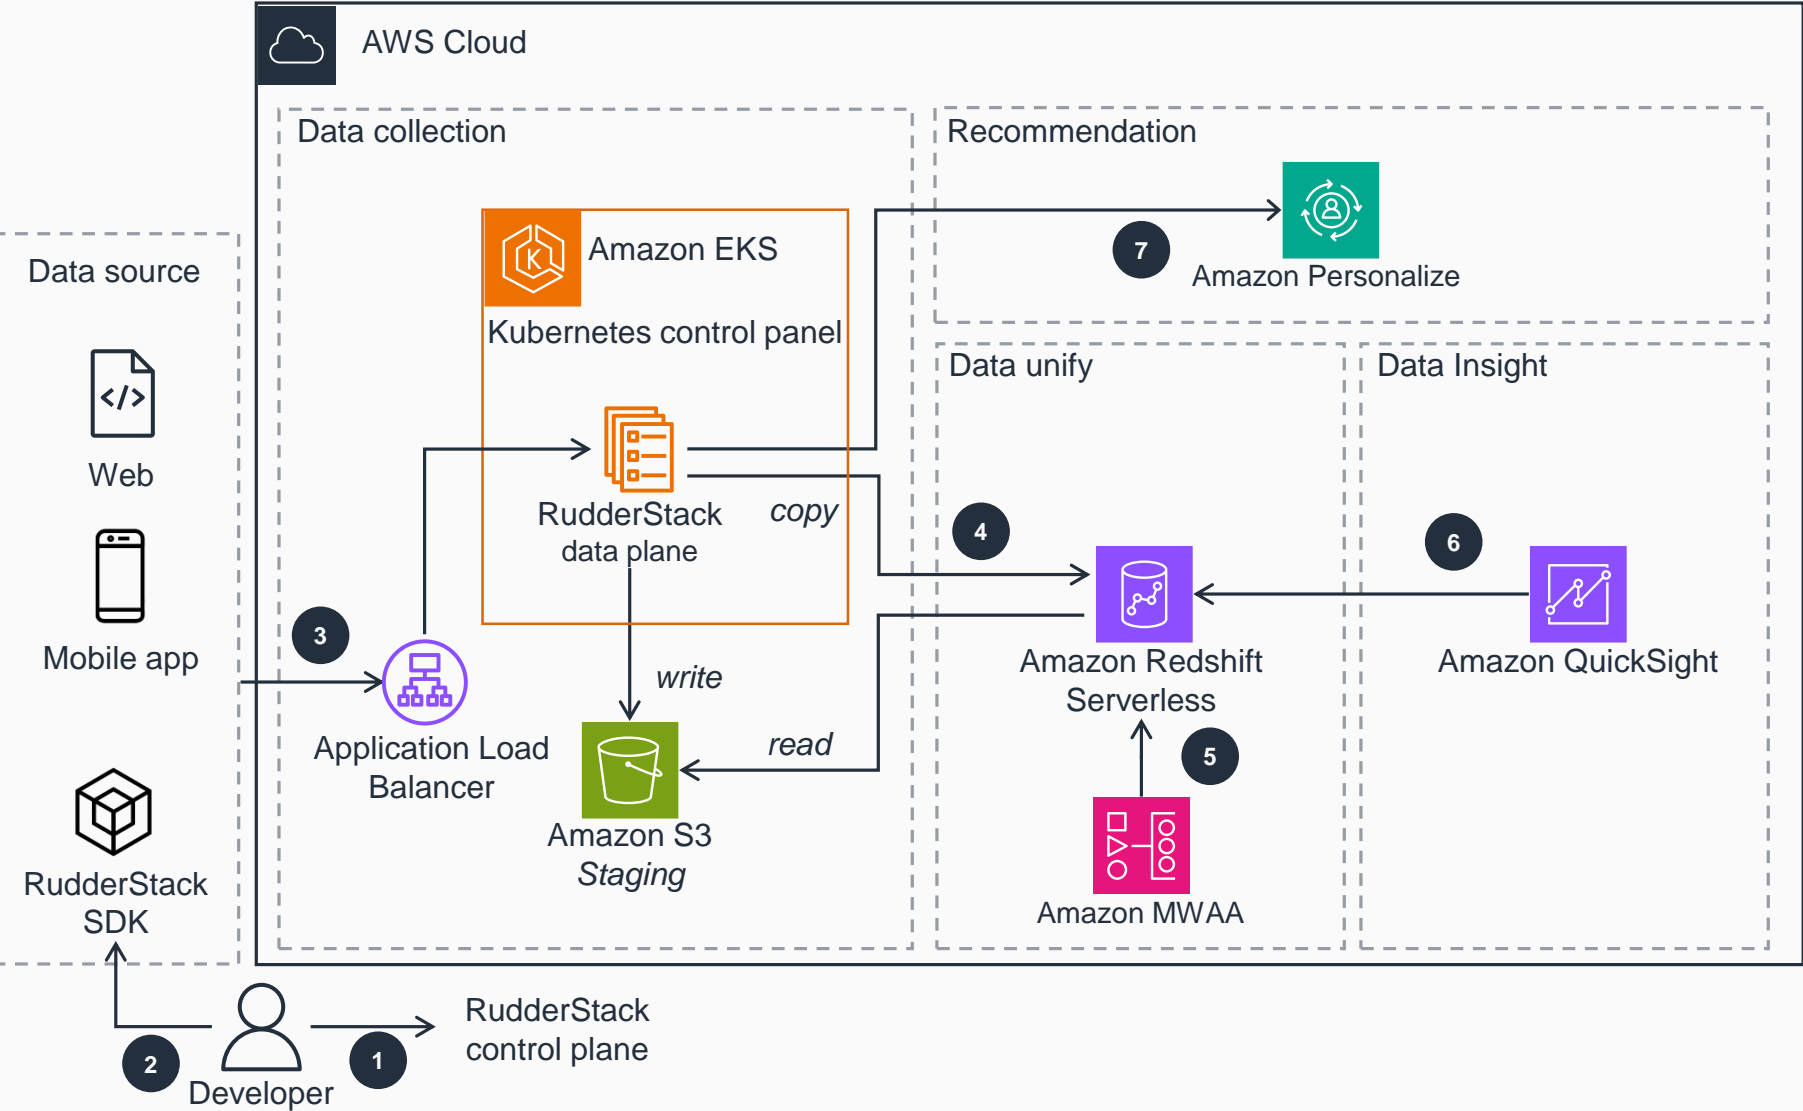 AWS Cloud
Data collection
Recommendation
Amazon EKS
K
Kubernetes control panel
7
Amazon Personalize
Data source
Web
Mobile app
RudderStack
SDK
Data unify
Data Insight
RudderStack
data plane
copy
4
6
3
write
read
Application Load
Balancer
Amazon S3
Staging
Amazon Redshift
Serverless
Amazon QuickSight
5
Amazon MWAA
2
Developer
1
RudderStack
control plane